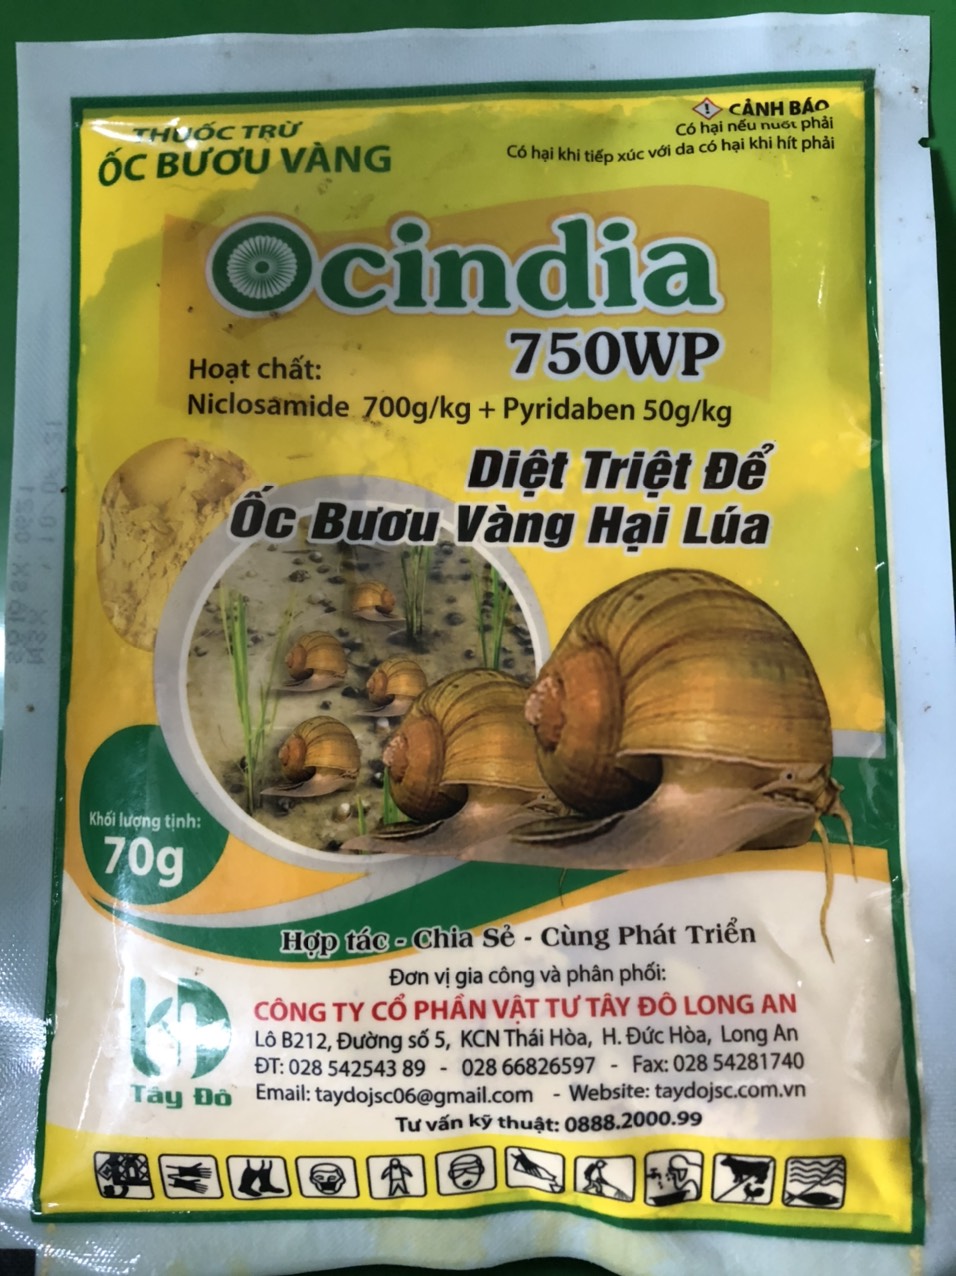 THUỐC TRỪ
ỐC BƯƠU VÀNG
CẢNH BÁO
Có hại nếu nuốt phải
Có hại khi tiếp xúc với da có hại khi hít phải
Ocindia
750WP
Hoạt chất:
Niclosamide 700g/kg + Pyridaben 50g/kg
Diệt Triệt Để
Ốc Bươu Vàng Hại Lúa
Khối lượng tịnh:
70g
Hợp tác - Chia Sẻ - Cùng Phát Triển
Đơn vị gia công và phân phối:
CÔNG TY CỔ PHẦN VẬT TƯ TÂY ĐÔ LONG AN
Lô B212, Đường số 5, KCN Thái Hòa, H. Đức Hòa, Long An
ĐT: 028 542543 89 - 028 66826597 - Fax: 028 54281740
Email: taydojsc06@gmail.com - Website: taydojsc.com.vn
Tư vấn kỹ thuật: 0888.2000.99
Tây Đô